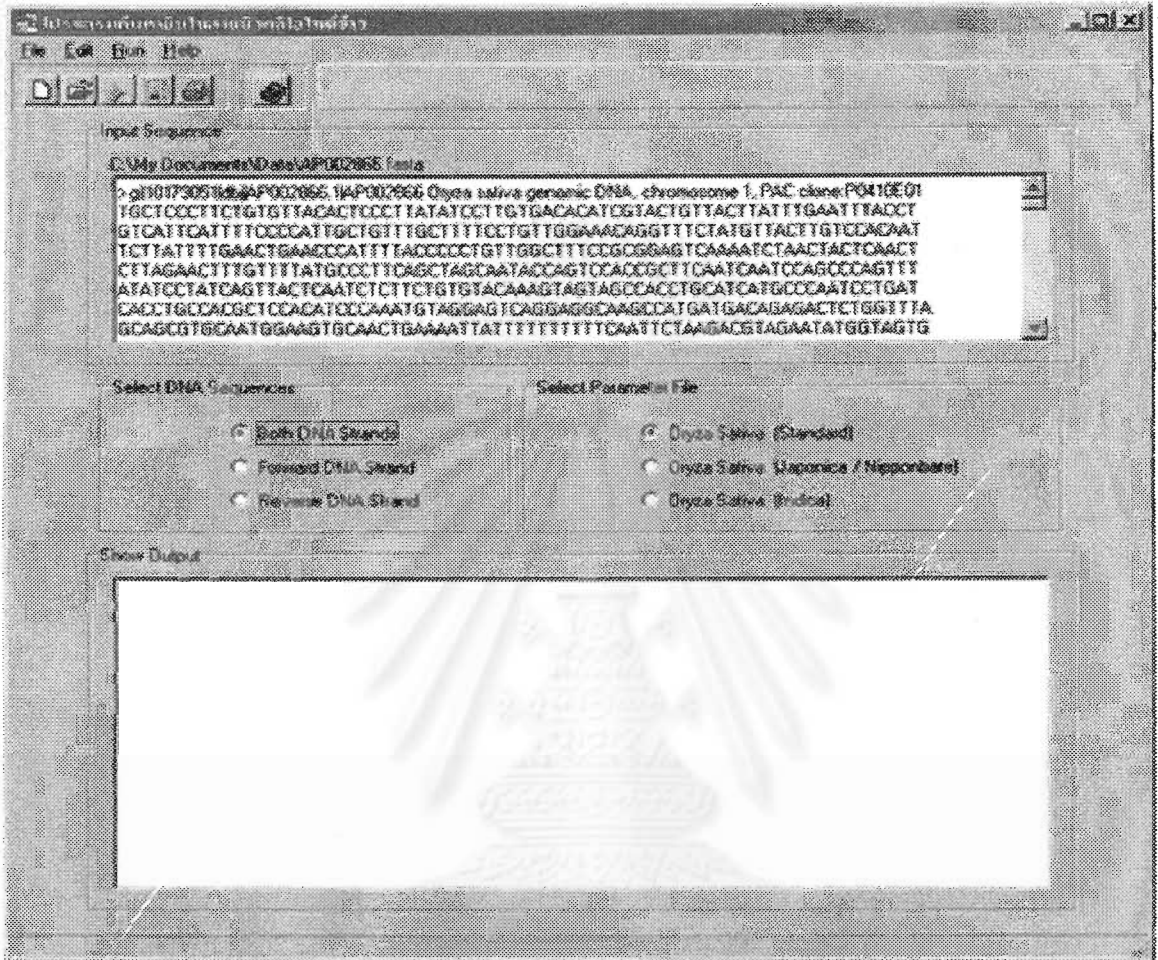 File Edit Run Help
Input Sequence
C:\My Documents\Data\AP002866.fasta
>gi|10173051|dbj|AP002866.1|AP002866 Oryza sativa genomic DNA, chromosome 1, PAC clone:P0410E01
TGCTCCCTTCTGTGTTACACTCCCTTATATCCTTGTGACACATCGTACTGTTACTTATTTGAATTTACCT
GTCATTCATTTTCCCCATTGCTGTTTGCTTTTCCTGTTGGAAACAGGTTTCTATGTTACTTGTCCACAAT
TCTTATTTTGAACTGAACCCATTTTACCCCCTGTTGGCTTTCCGCGGAGTCAAAATCTAACTACTCAACT
CTTAGAACTTTGTTTTATGCCCTTCAGCTAGCAATACCAGTCCACCGCTTCAATCAATCCAGCCCAGTTT
ATATCCTATCAGTTACTCAATCTCTTCTGTGTACAAAGTAGTAGCCACCTGCATCATGCCCAATCCTGAT
CACCTGCCACGCTCCACATCCCAAATGTAGGAGTCAGGAGGCAAGCCATGATGACAGAGACTCTGGTTTA
GCAGCGTGCAATGGAAGTGCAACTGAAAATTATTTTTTTTTTCAATTCTAAGACGTAGAATATGGTAGTG
Select DNA Sequences
Select Parameter File
Both DNA Strands
Oryza Sativa (Standard)
Forward DNA Strand
Oryza Sativa (Japonica / Nipponbare)
Reverse DNA Strand
Oryza Sativa (Indica)
Show Output